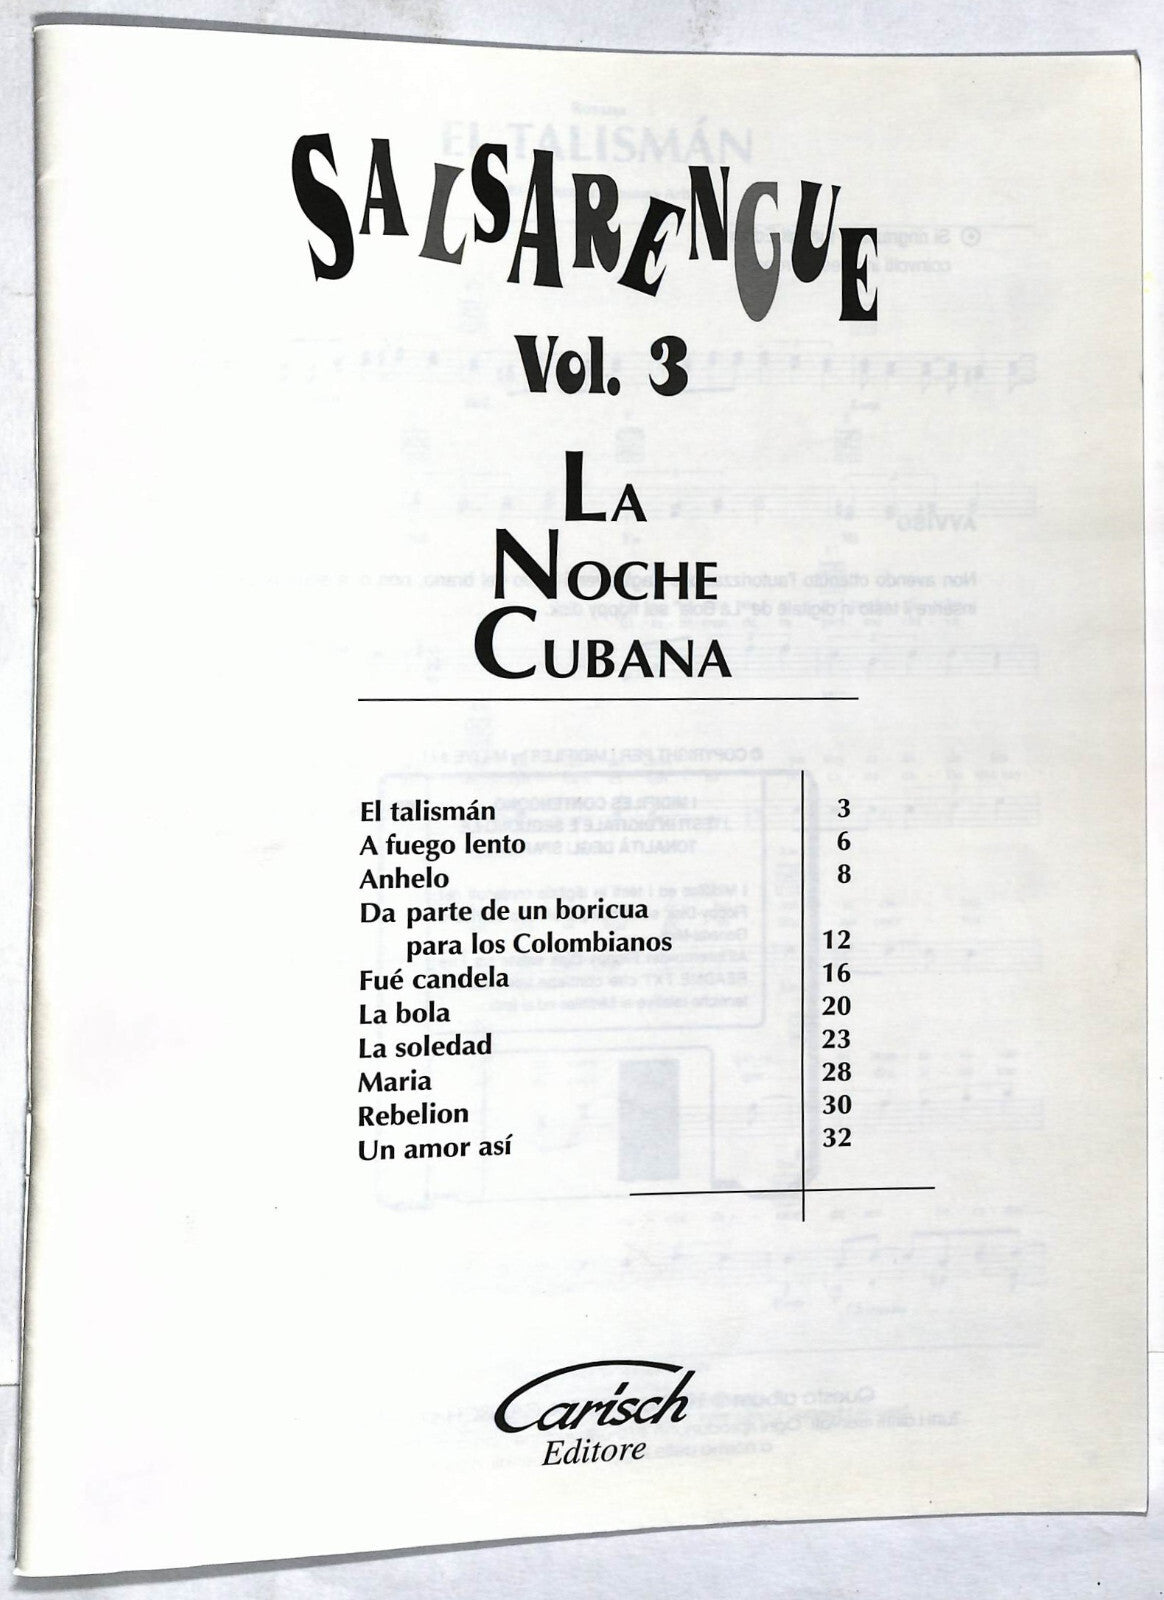 SALSARENGUE
Vol. 3
LA
NOCHE
CUBANA
El talismán 3
A fuego lento 6
Anhelo 8
Da parte de un boricua
para los Colombianos 12
Fué candela 16
La bola 20
La soledad 23
Maria 28
Rebelion 30
Un amor así 32
Carisch
Editore